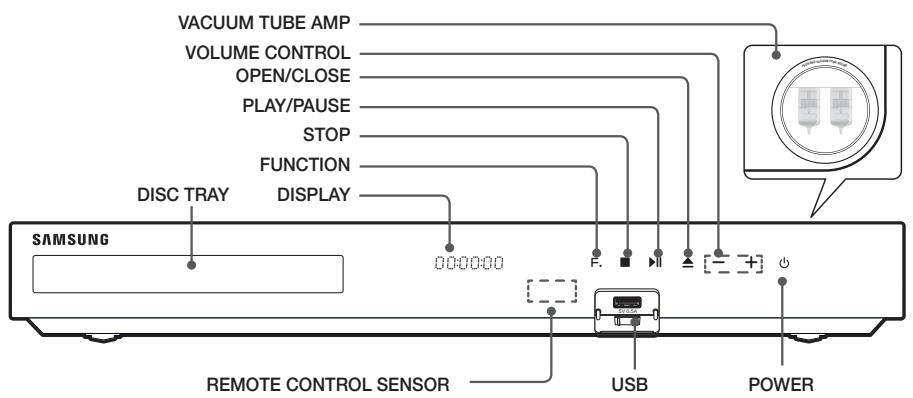 VACUUM TUBE AMP
VOLUME CONTROL
OPEN/CLOSE
PLAY/PAUSE
STOP
FUNCTION
DISC TRAY
DISPLAY
SAMSUNG
00:00:00
F.
5V 0.5A
REMOTE CONTROL SENSOR
USB
POWER